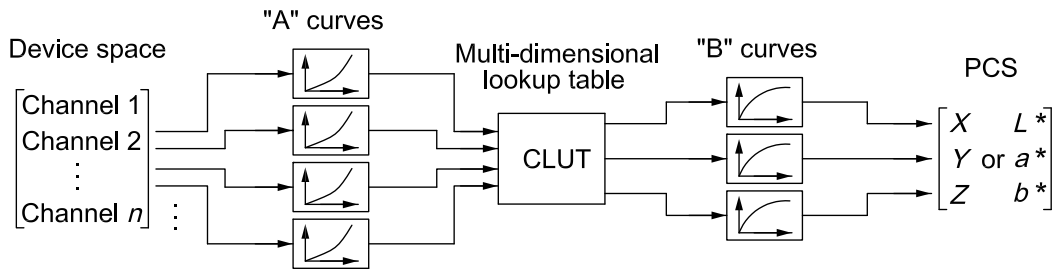 "A" curves
Device space
Multi-dimensional
lookup table
"B" curves
PCS
Channel 1
Channel 2
⋮
Channel n
⋮
CLUT
X L*
Y or a*
Z b*